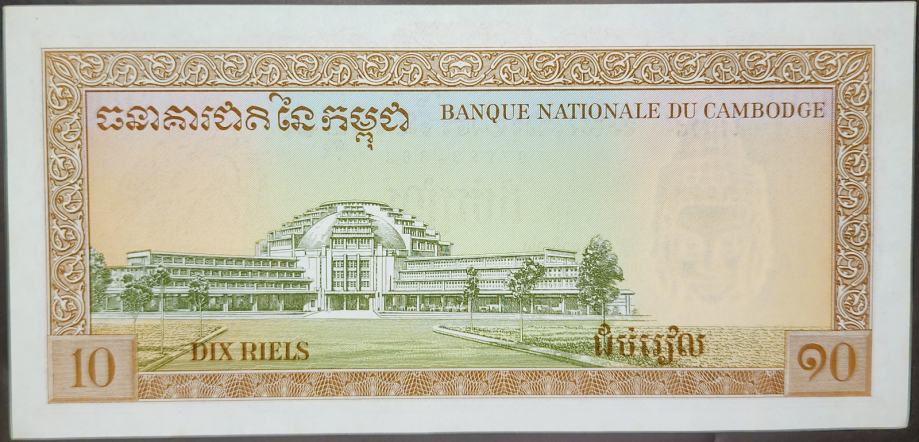 ធនាគារជាតិនៃកម្ពុជា
BANQUE NATIONALE DU CAMBODGE
DIX RIELS
ដប់រៀល
10
១០